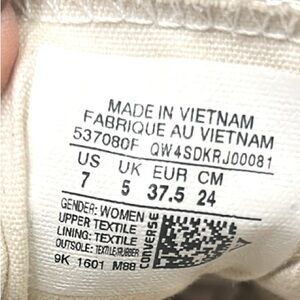 MADE IN VIETNAM
FABRIQUE AU VIETNAM
537080F QW4SDKRJ00081
US UK EUR CM
7 5 37.5 24
GENDER: WOMEN
UPPER: TEXTILE
LINING: TEXTILE
OUTSOLE: TEXTILE/RUBBER
9K 1601 M88
CONVERSE